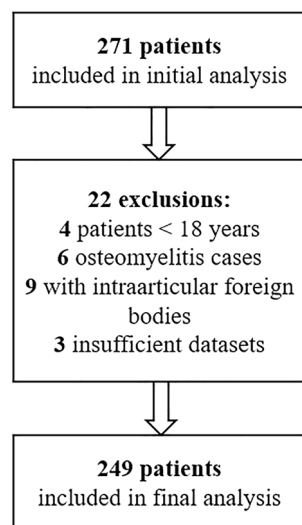 271 patients
included in initial analysis
22 exclusions:
4 patients < 18 years
6 osteomyelitis cases
9 with intraarticular foreign
bodies
3 insufficient datasets
249 patients
included in final analysis